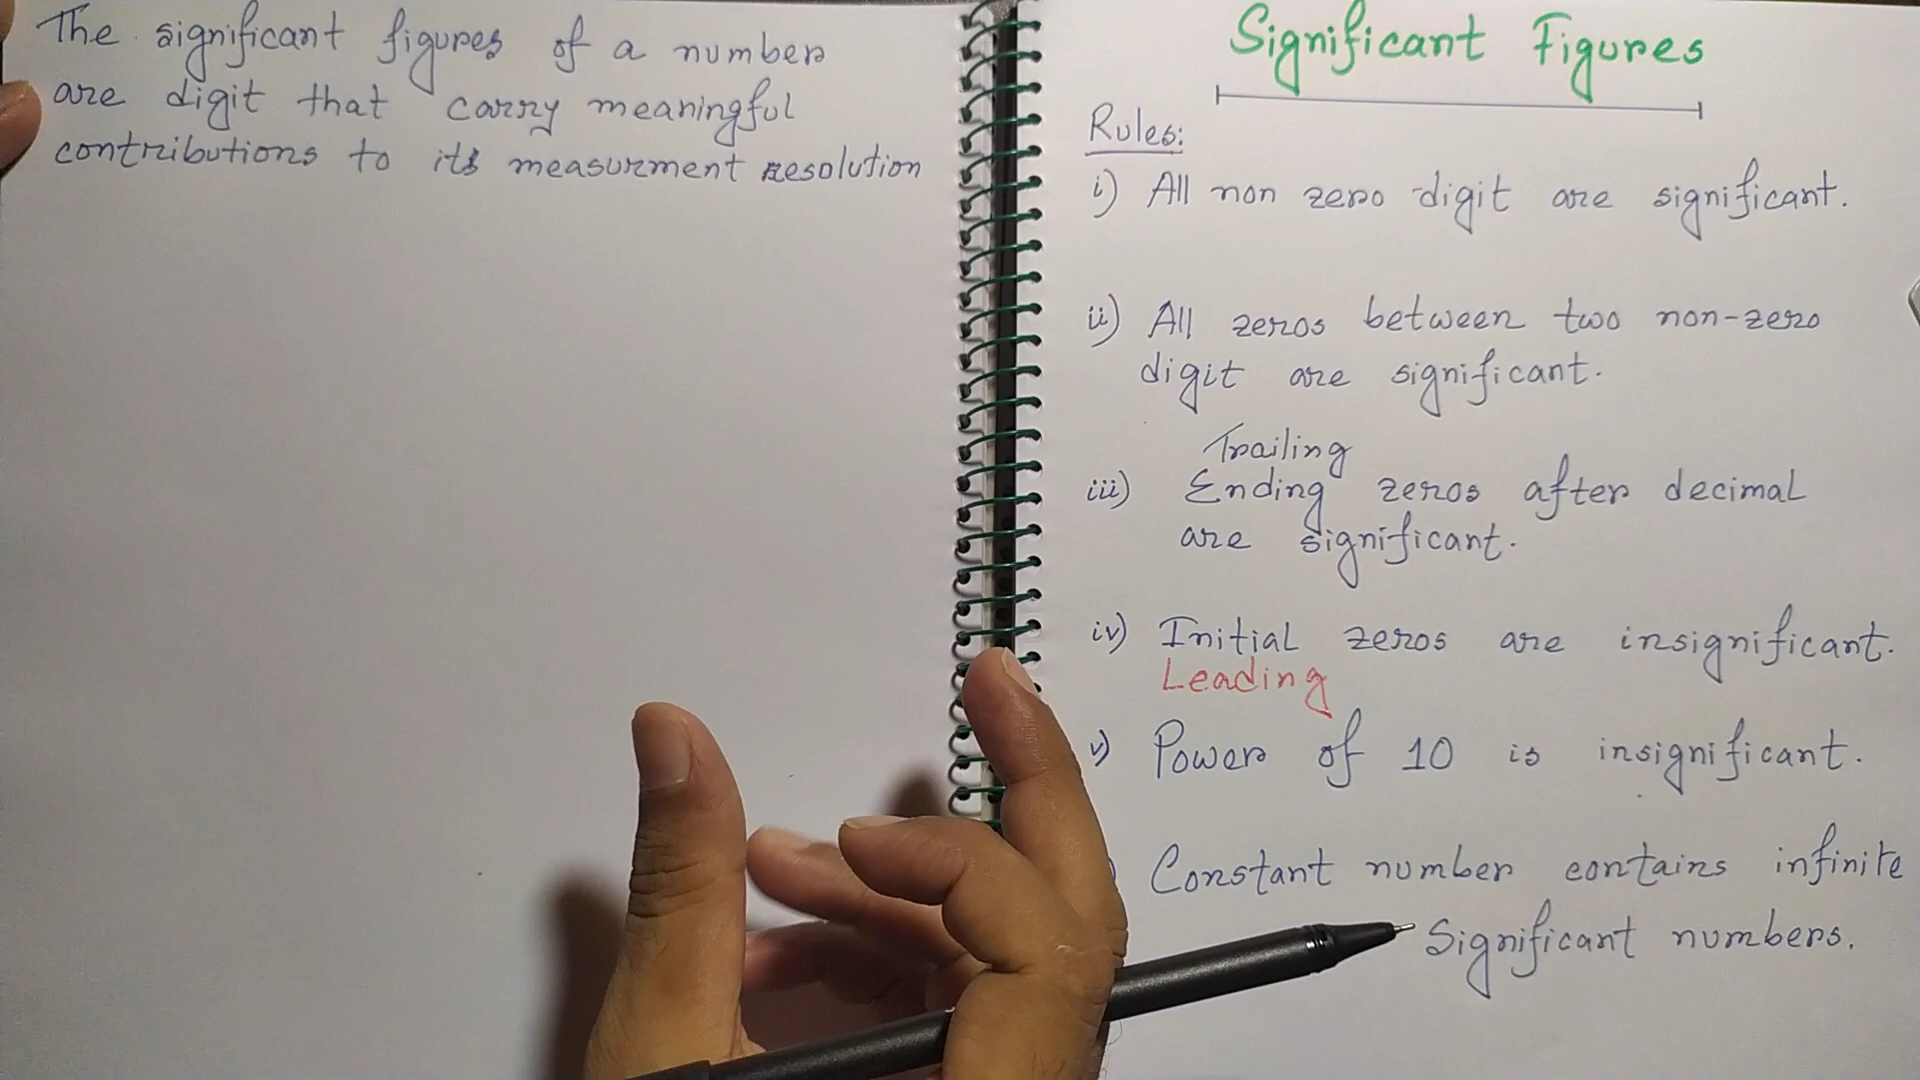 The significant figures of a number
are digit that carry meaningful
contributions to its measurment resolution
Significant Figures
Rules:
i) All non zero digit are significant.
ii) All zeros between two non-zero
digit are significant.
Trailing
iii) Ending zeros after decimal
are significant.
iv) Initial zeros are insignificant.
Leading
v) Power of 10 is insignificant.
) Constant number contains infinite
Significant numbers.